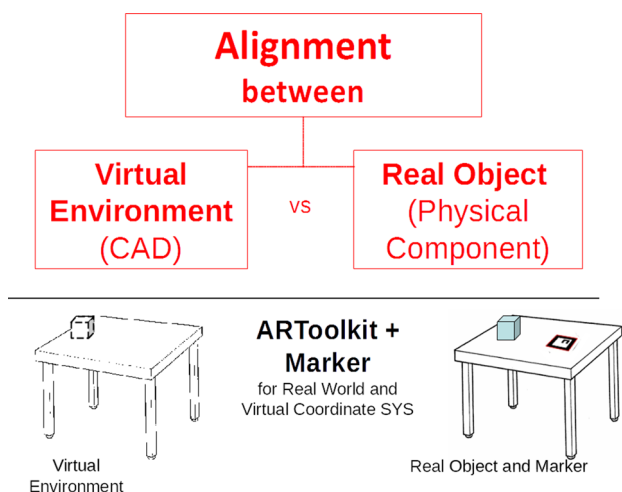 Alignment
between
Virtual
Environment
(CAD)
vs
Real Object
(Physical
Component)
ARToolkit +
Marker
for Real World and
Virtual Coordinate SYS
Virtual
Environment
Real Object and Marker